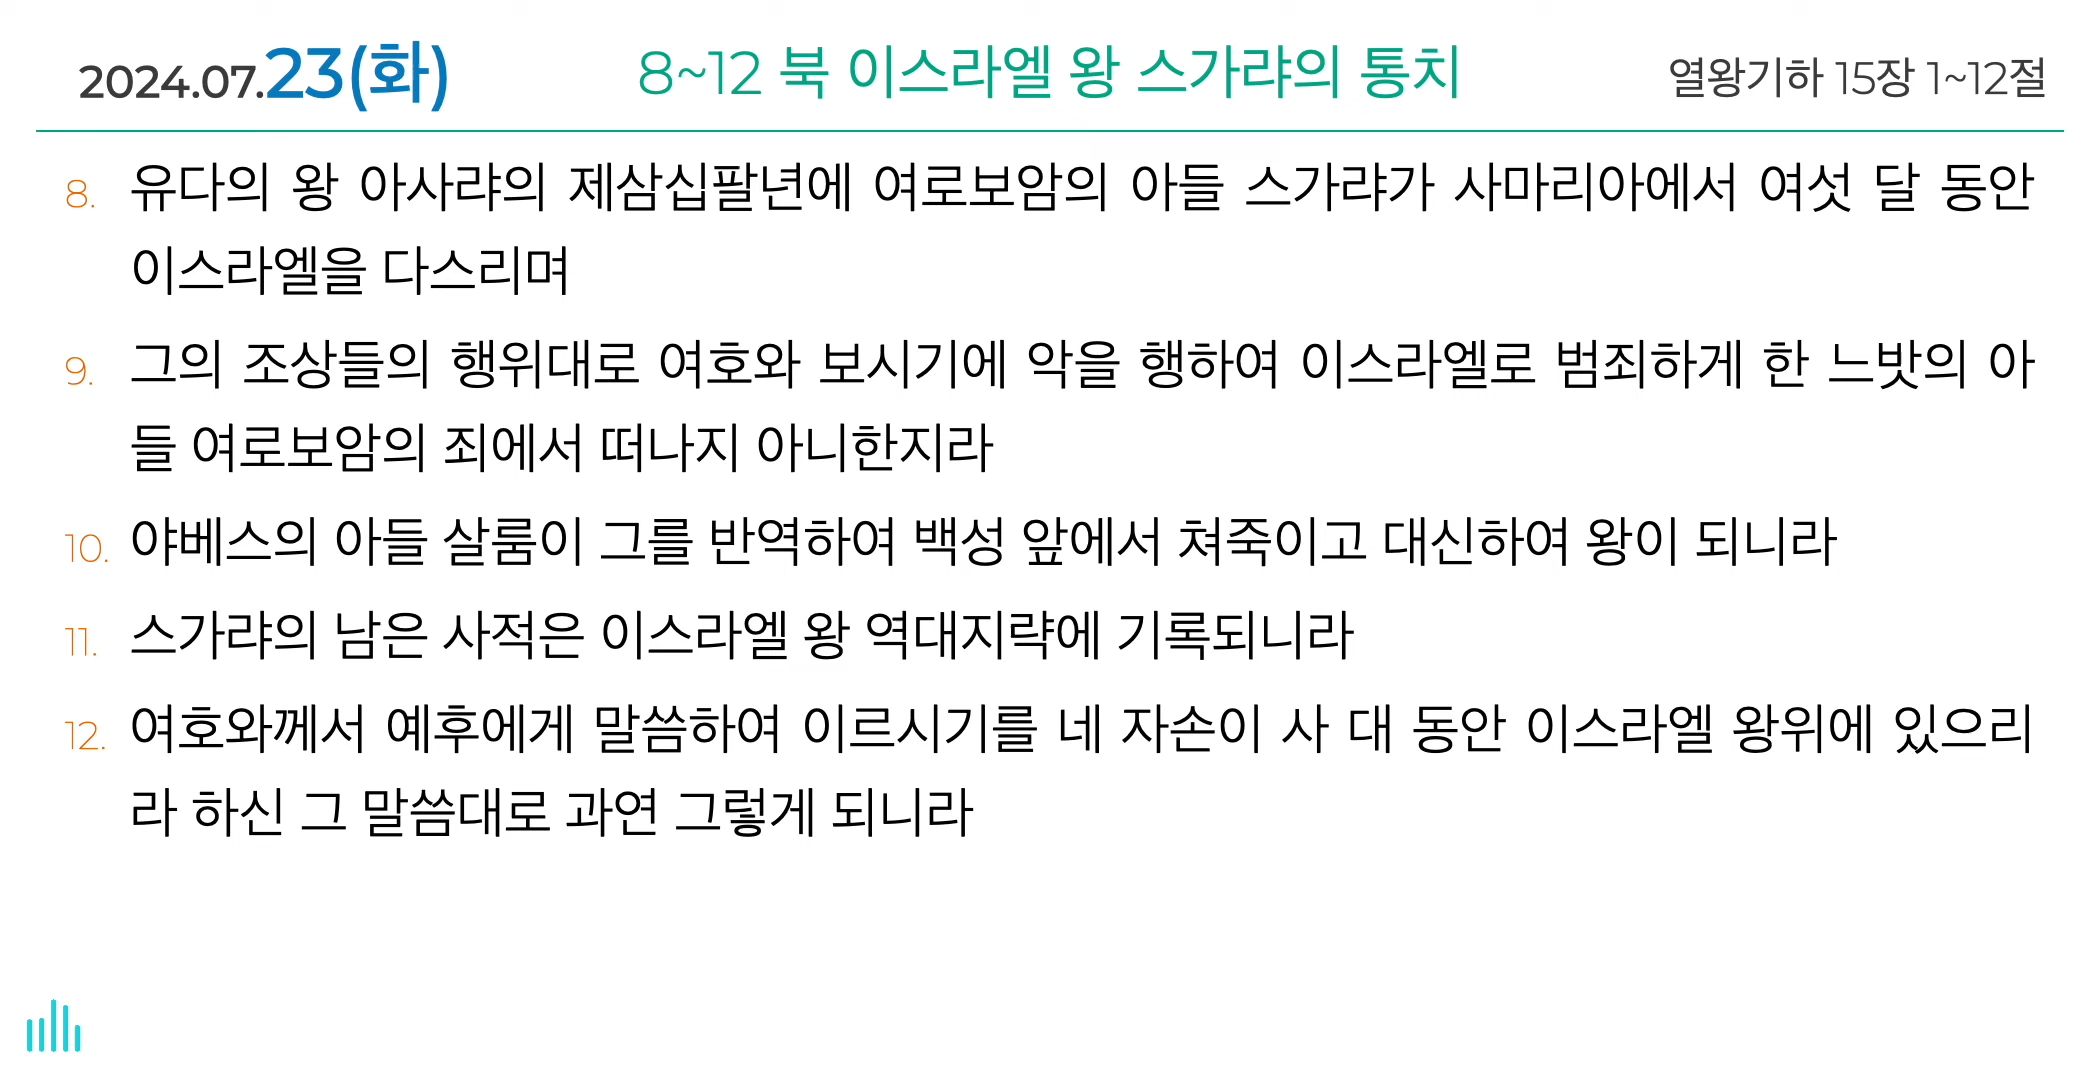 2024.07.23(화)
8~12 북 이스라엘 왕 스가랴의 통치
열왕기하 15장 1~12절
8. 유다의 왕 아사랴의 제삼십팔년에 여로보암의 아들 스가랴가 사마리아에서 여섯 달 동안
이스라엘을 다스리며
9. 그의 조상들의 행위대로 여호와 보시기에 악을 행하여 이스라엘로 범죄하게 한 느밧의 아
들 여로보암의 죄에서 떠나지 아니한지라
10. 야베스의 아들 살룸이 그를 반역하여 백성 앞에서 쳐죽이고 대신하여 왕이 되니라
11. 스가랴의 남은 사적은 이스라엘 왕 역대지략에 기록되니라
12. 여호와께서 예후에게 말씀하여 이르시기를 네 자손이 사 대 동안 이스라엘 왕위에 있으리
라 하신 그 말씀대로 과연 그렇게 되니라